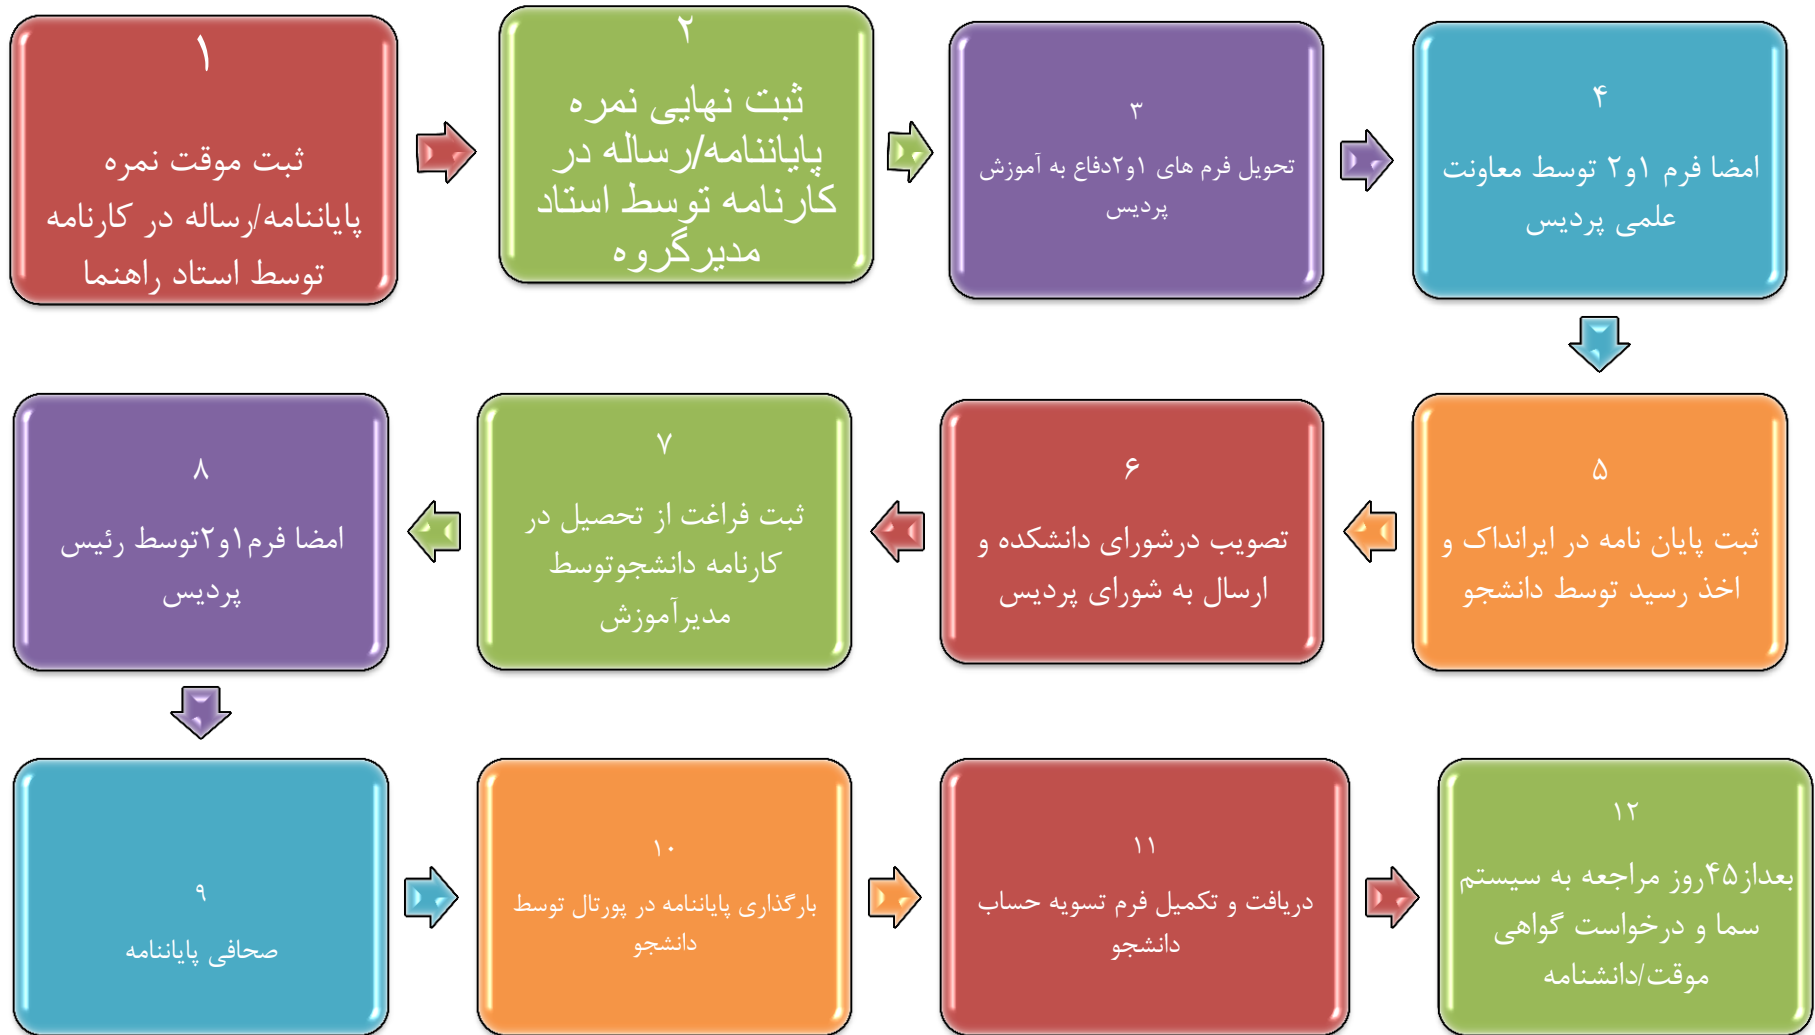 ۱
ثبت موقت نمره
پایاننامه/رساله در کارنامه
توسط استاد راهنما
۲
ثبت نهایی نمره
پایاننامه/رساله در
کارنامه توسط استاد
مدیرگروه
۳
تحویل فرم های ۱و۲دفاع به آموزش
پردیس
۴
امضا فرم ۱و۲ توسط معاونت
علمی پردیس
۵
ثبت پایان نامه در ایرانداک و
اخذ رسید توسط دانشجو
۶
تصویب درشورای دانشکده و
ارسال به شورای پردیس
۷
ثبت فراغت از تحصیل در
کارنامه دانشجوتوسط
مدیرآموزش
۸
امضا فرم۱و۲توسط رئیس
پردیس
۹
صحافی پایاننامه
۱۰
بارگذاری پایاننامه در پورتال توسط
دانشجو
۱۱
دریافت و تکمیل فرم تسویه حساب
دانشجو
۱۲
بعداز۴۵روز مراجعه به سیستم
سما و درخواست گواهی
موقت/دانشنامه